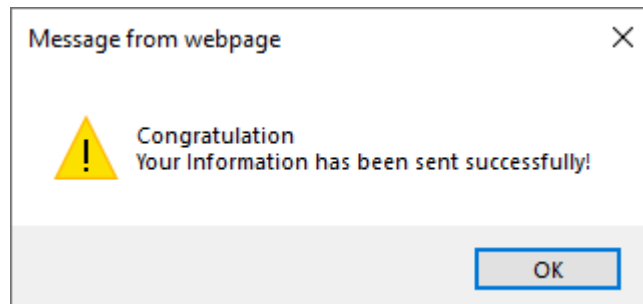 Message from webpage
Congratulation
Your Information has been sent successfully!
OK